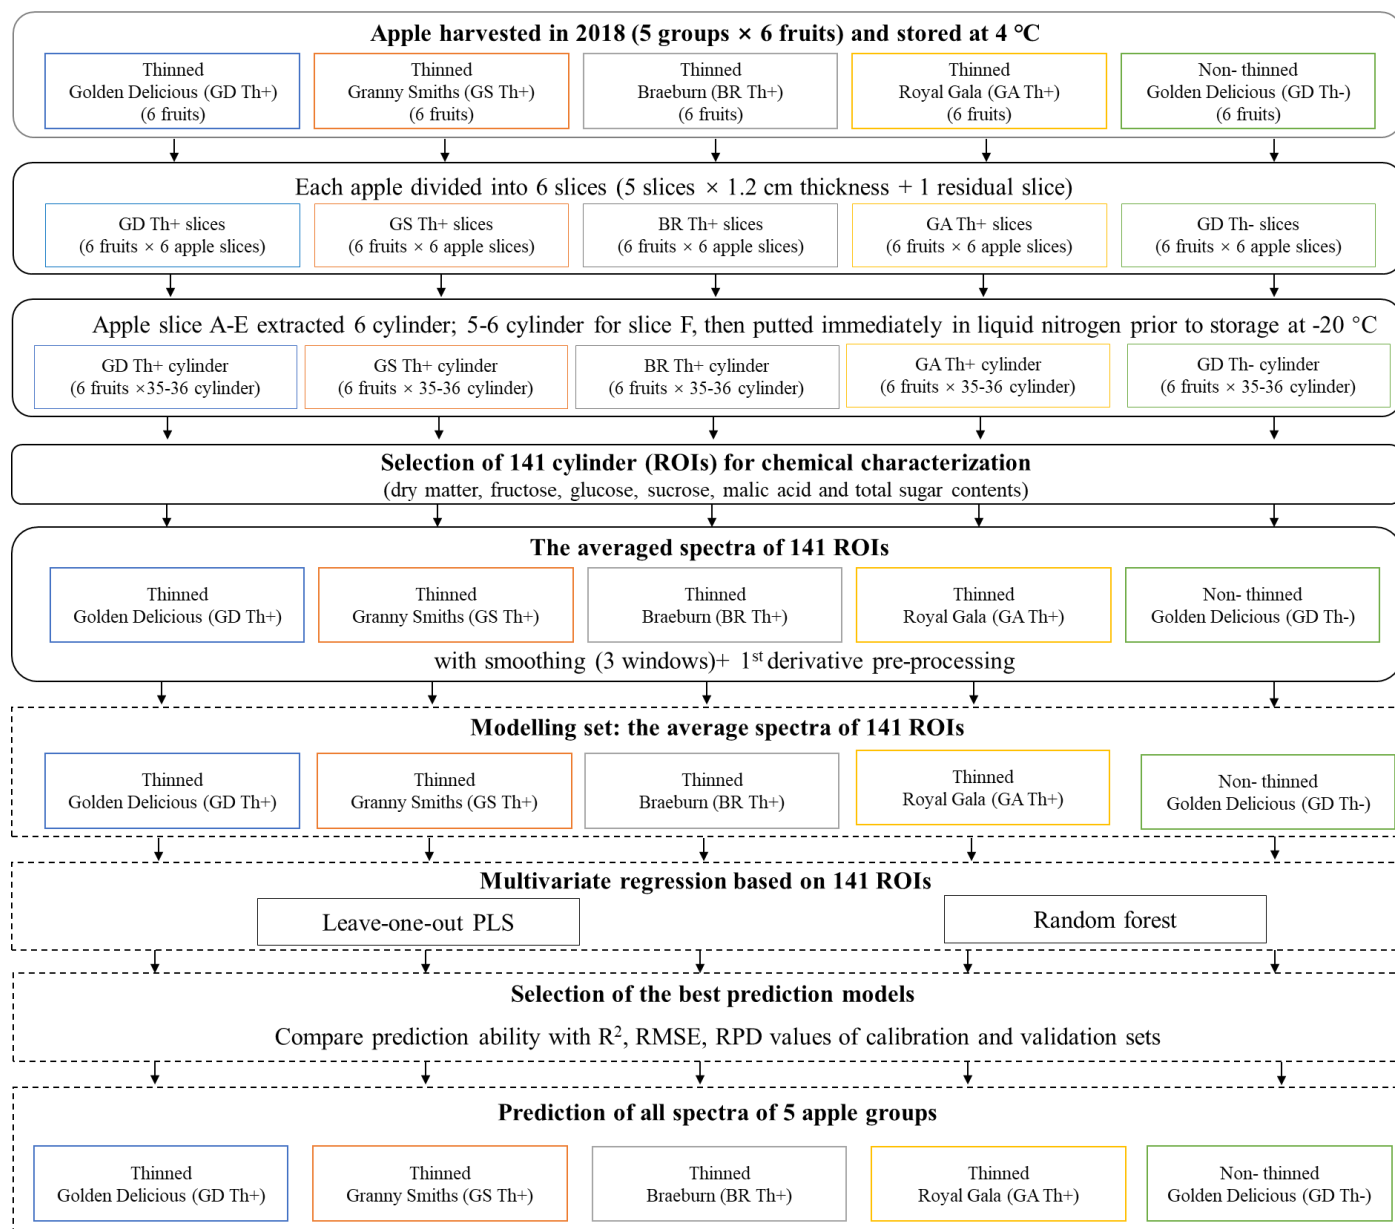 Apple harvested in 2018 (5 groups × 6 fruits) and stored at 4 °C
Thinned
Golden Delicious (GD Th+)
(6 fruits)
Thinned
Granny Smiths (GS Th+)
(6 fruits)
Thinned
Braeburn (BR Th+)
(6 fruits)
Thinned
Royal Gala (GA Th+)
(6 fruits)
Non- thinned
Golden Delicious (GD Th-)
(6 fruits)
Each apple divided into 6 slices (5 slices × 1.2 cm thickness + 1 residual slice)
GD Th+ slices
(6 fruits × 6 apple slices)
GS Th+ slices
(6 fruits × 6 apple slices)
BR Th+ slices
(6 fruits × 6 apple slices)
GA Th+ slices
(6 fruits × 6 apple slices)
GD Th- slices
(6 fruits × 6 apple slices)
Apple slice A-E extracted 6 cylinder; 5-6 cylinder for slice F, then putted immediately in liquid nitrogen prior to storage at -20 °C
GD Th+ cylinder
(6 fruits ×35-36 cylinder)
GS Th+ cylinder
(6 fruits × 35-36 cylinder)
BR Th+ cylinder
(6 fruits × 35-36 cylinder)
GA Th+ cylinder
(6 fruits × 35-36 cylinder)
GD Th- cylinder
(6 fruits × 35-36 cylinder)
Selection of 141 cylinder (ROIs) for chemical characterization
(dry matter, fructose, glucose, sucrose, malic acid and total sugar contents)
The averaged spectra of 141 ROIs
Thinned
Golden Delicious (GD Th+)
Thinned
Granny Smiths (GS Th+)
Thinned
Braeburn (BR Th+)
Thinned
Royal Gala (GA Th+)
Non- thinned
Golden Delicious (GD Th-)
with smoothing (3 windows)+ 1st derivative pre-processing
Modelling set: the average spectra of 141 ROIs
Thinned
Golden Delicious (GD Th+)
Thinned
Granny Smiths (GS Th+)
Thinned
Braeburn (BR Th+)
Thinned
Royal Gala (GA Th+)
Non- thinned
Golden Delicious (GD Th-)
Multivariate regression based on 141 ROIs
Leave-one-out PLS
Random forest
Selection of the best prediction models
Compare prediction ability with R², RMSE, RPD values of calibration and validation sets
Prediction of all spectra of 5 apple groups
Thinned
Golden Delicious (GD Th+)
Thinned
Granny Smiths (GS Th+)
Thinned
Braeburn (BR Th+)
Thinned
Royal Gala (GA Th+)
Non- thinned
Golden Delicious (GD Th-)